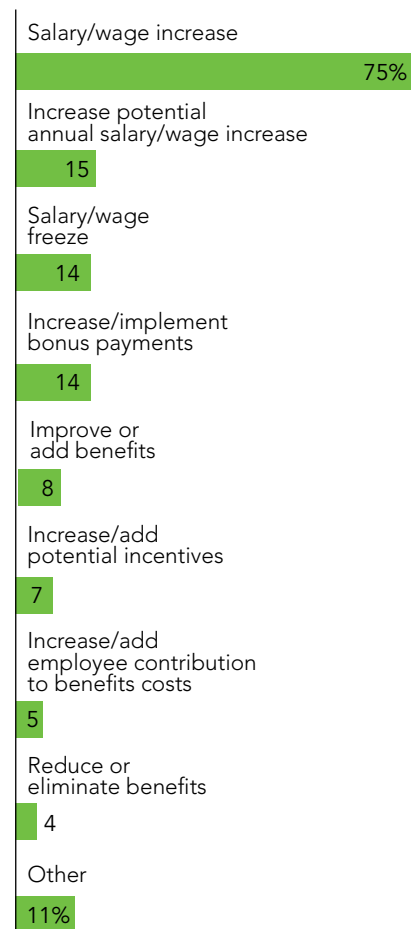 Salary/wage increase
75%
Increase potential
annual salary/wage increase
15
Salary/wage
freeze
14
Increase/implement
bonus payments
14
Improve or
add benefits
8
Increase/add
potential incentives
7
Increase/add
employee contribution
to benefits costs
5
Reduce or
eliminate benefits
4
Other
11%